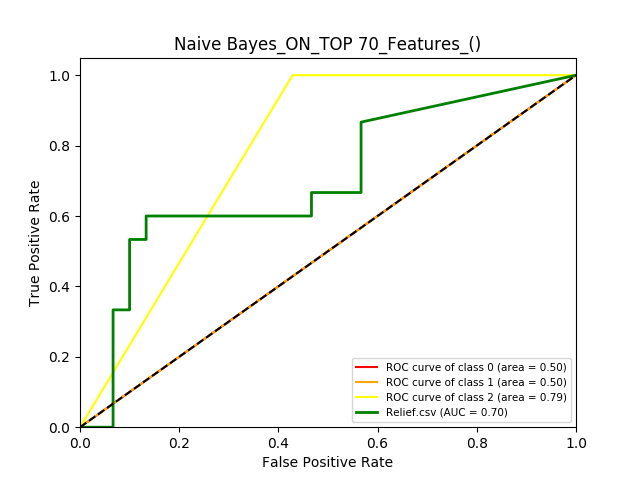 Naive Bayes_ON_TOP 70_Features_()
True Positive Rate
1.0
0.8
0.6
0.4
0.2
0.0
0.0 0.2 0.4 0.6 0.8 1.0
False Positive Rate
ROC curve of class 0 (area = 0.50)
ROC curve of class 1 (area = 0.50)
ROC curve of class 2 (area = 0.79)
Relief.csv (AUC = 0.70)